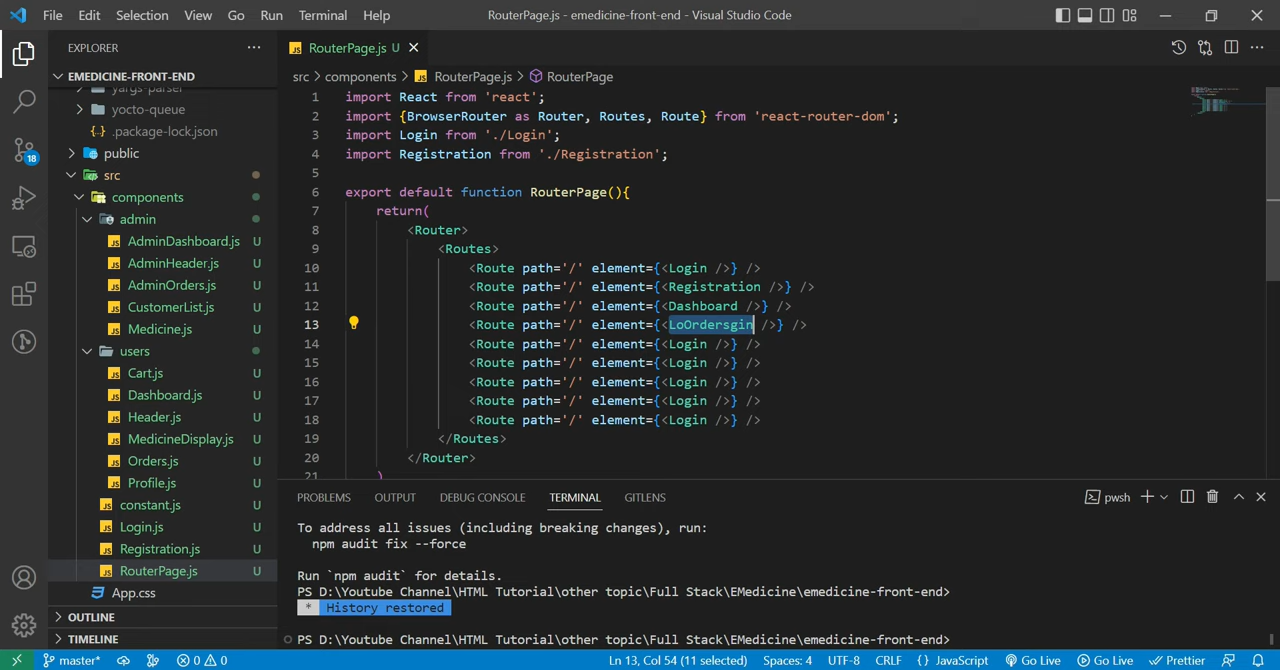 File Edit Selection View Go Run Terminal Help
RouterPage.js - emedicine-front-end - Visual Studio Code
EXPLORER
EMEDICINE-FRONT-END
yargs-parser
yocto-queue
{..} .package-lock.json
public
src
components
admin
AdminDashboard.js U
AdminHeader.js U
AdminOrders.js U
CustomerList.js U
Medicine.js U
users
Cart.js U
Dashboard.js U
Header.js U
MedicineDisplay.js U
Orders.js U
Profile.js U
constant.js U
Login.js U
Registration.js U
RouterPage.js U
App.css
OUTLINE
TIMELINE
18
JS RouterPage.js U
src > components > JS RouterPage.js > RouterPage
1 import React from 'react';
2 import {BrowserRouter as Router, Routes, Route} from 'react-router-dom';
3 import Login from './Login';
4 import Registration from './Registration';
5
6 export default function RouterPage(){
7 return(
8 <Router>
9 <Routes>
10 <Route path='/' element={<Login />} />
11 <Route path='/' element={<Registration />} />
12 <Route path='/' element={<Dashboard />} />
13 <Route path='/' element={<LoOrdersgin />} />
14 <Route path='/' element={<Login />} />
15 <Route path='/' element={<Login />} />
16 <Route path='/' element={<Login />} />
17 <Route path='/' element={<Login />} />
18 <Route path='/' element={<Login />} />
19 </Routes>
20 </Router>
21 )
PROBLEMS OUTPUT DEBUG CONSOLE TERMINAL GITLENS
pwsh
To address all issues (including breaking changes), run:
npm audit fix --force
Run `npm audit` for details.
PS D:\Youtube Channel\HTML Tutorial\other topic\Full Stack\EMedicine\emedicine-front-end>
* History restored
PS D:\Youtube Channel\HTML Tutorial\other topic\Full Stack\EMedicine\emedicine-front-end>
master* 0 0 Ln 13, Col 54 (11 selected) Spaces: 4 UTF-8 CRLF {} JavaScript Go Live Go Live Prettier